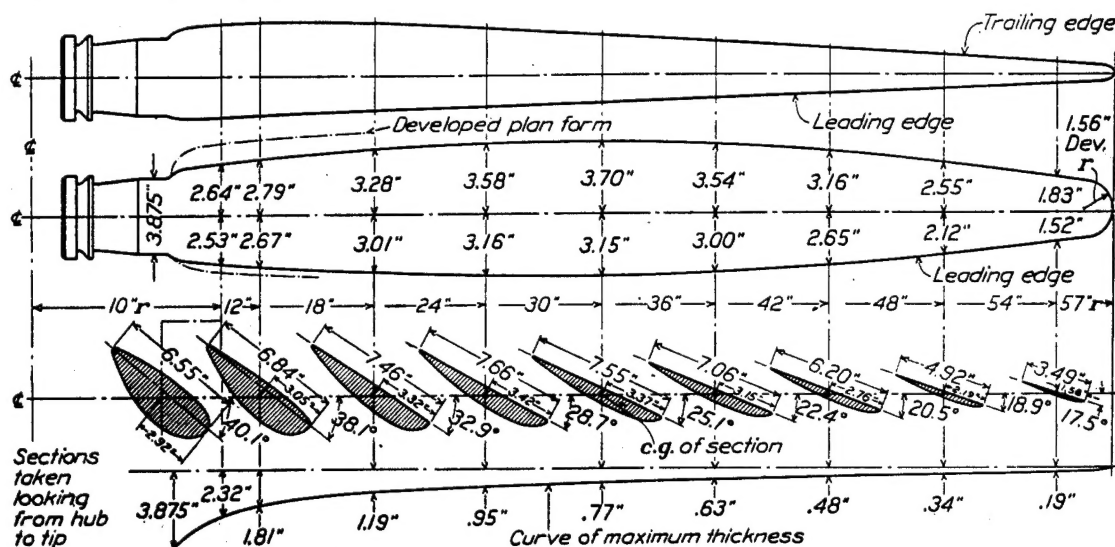 Trailing edge
℄
Leading edge
Developed plan form
1.56"
Dev.
r
℄
2.64" 2.79" 3.28" 3.58" 3.70" 3.54" 3.16" 2.55" 1.83"
3.875"
℄
2.53" 2.67" 3.01" 3.16" 3.15" 3.00" 2.65" 2.12" 1.52"
Leading edge
10"r 12" 18" 24" 30" 36" 42" 48" 54" 57"r
6.55" 6.84" 7.46" 7.66" 7.55" 7.06" 6.20" 4.92" 3.49"
℄
2.92" 3.05" 3.32" 3.42" 3.37" 3.15" 2.76" 2.19" 1.56"
40.1° 38.1° 32.9° 28.7° 25.1° 22.4° 20.5° 18.9° 17.5°
c.g. of section
Sections
taken
looking
from hub
to tip
3.875" 2.32" 1.81" 1.19" .95" .77" .63" .48" .34" .19"
Curve of maximum thickness